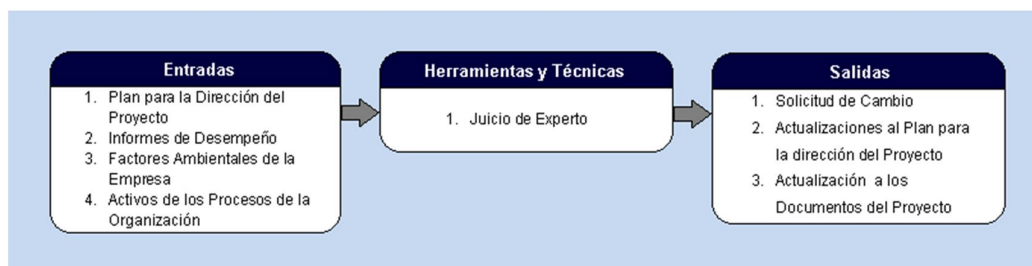 Entradas
1. Plan para la Dirección del
Proyecto
2. Informes de Desempeño
3. Factores Ambientales de la
Empresa
4. Activos de los Procesos de la
Organización
Herramientas y Técnicas
1. Juicio de Experto
Salidas
1. Solicitud de Cambio
2. Actualizaciones al Plan para
la dirección del Proyecto
3. Actualización a los
Documentos del Proyecto